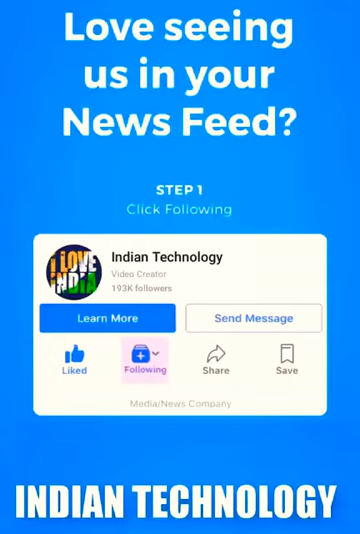 Love seeing
us in your
News Feed?
STEP 1
Click Following
I LOVE
INDIA
Indian Technology
Video Creator
193K followers
Learn More
Send Message
Liked
Following
Share
Save
Media/News Company
INDIAN TECHNOLOGY